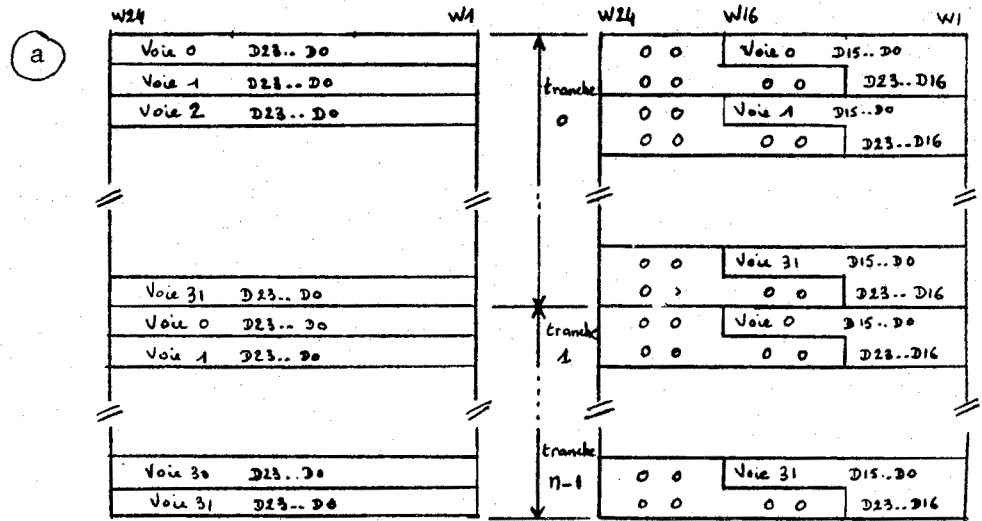 W24 W1 W24 W16 W1
a
Voie 0 D23.. D0 0 0 Voie 0 D15.. D0
Voie 1 D23.. D0 tranche 0 0 0 0 D23..D16
Voie 2 D23.. D0 0 0 0 Voie 1 D15..D0
0 0 0 0 D23..D16
0 0 Voie 31 D15..D0
Voie 31 D23.. D0 0 0 0 D23.. D16
Voie 0 D23.. D0 tranche 0 0 Voie 0 D15..D0
Voie 1 D23.. D0 1 0 0 0 0 D23..D16
tranche
Voie 30 D23..D0 n-1 0 0 Voie 31 D15..D0
Voie 31 D23.. D0 0 0 0 0 D23..D16